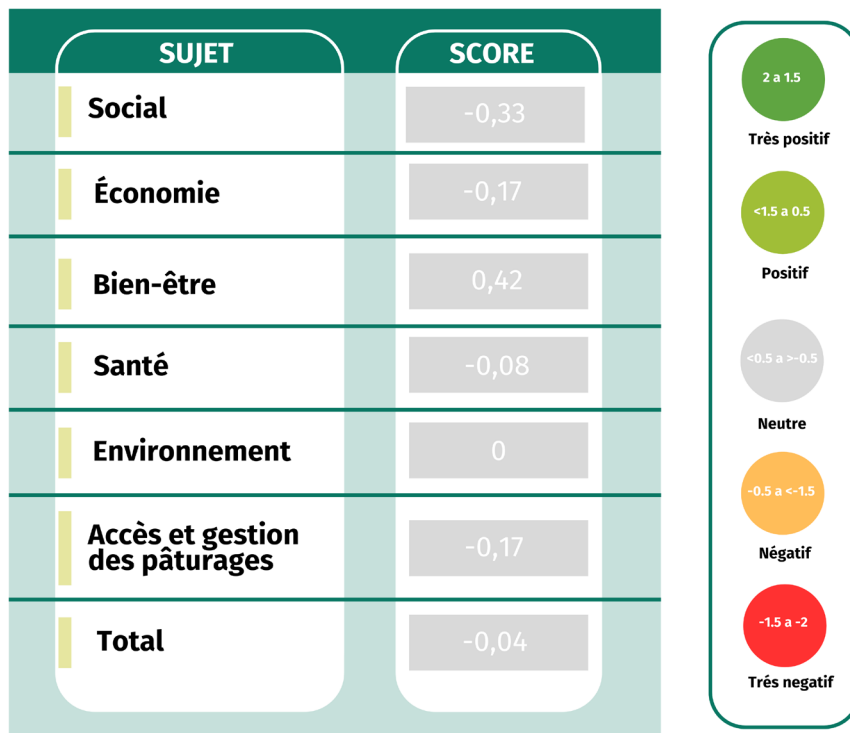 SUJET SCORE
Social -0,33
Économie -0,17
Bien-être 0,42
Santé -0,08
Environnement 0
Accès et gestion
des pâturages -0,17
Total -0,04
2 a 1.5
Très positif
<1.5 a 0.5
Positif
<0.5 a >-0.5
Neutre
-0.5 a <-1.5
Négatif
-1.5 a -2
Trés negatif